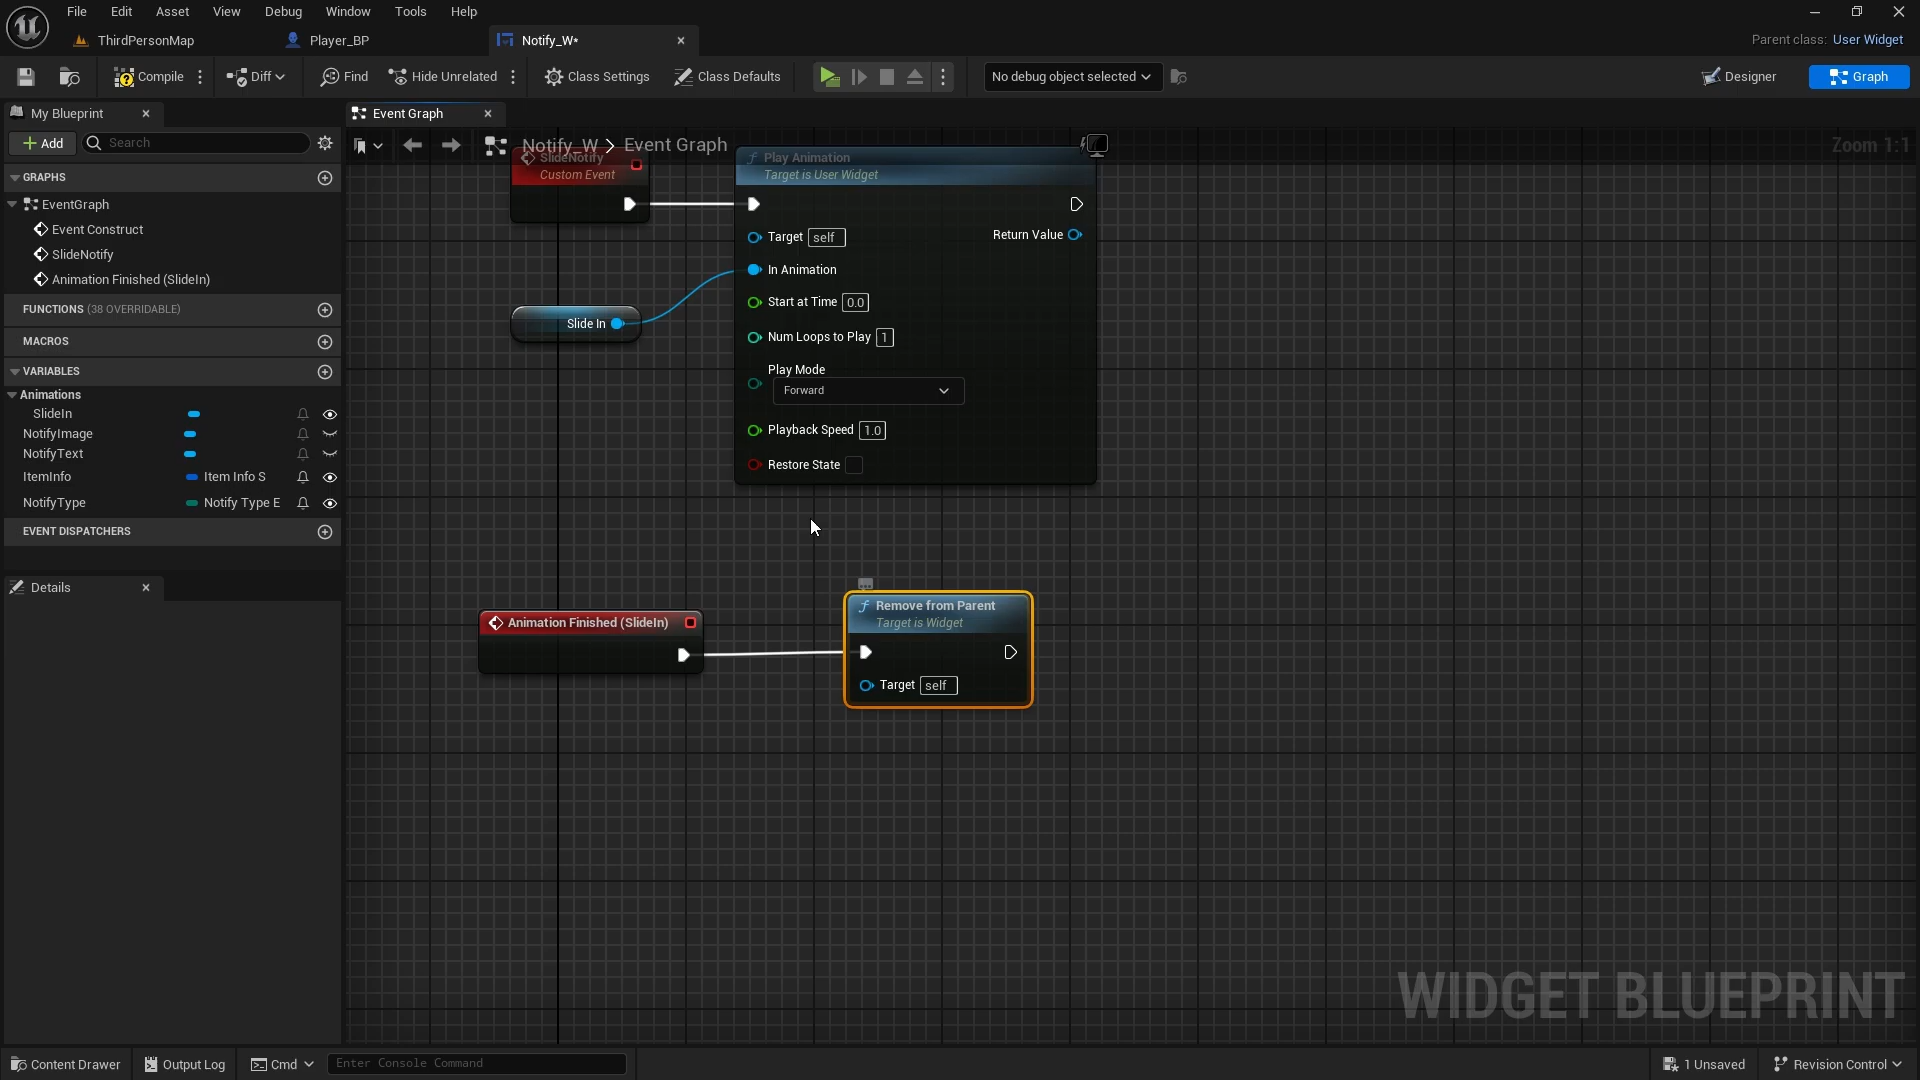 File Edit Asset View Debug Window Tools Help
ThirdPersonMap Player_BP Notify_W*
Parent class: User Widget
Compile Diff Find Hide Unrelated Class Settings Class Defaults No debug object selected Designer Graph
My Blueprint Event Graph
Add Search
Notify_W > Event Graph Zoom 1:1
GRAPHS
EventGraph
Event Construct
SlideNotify
Animation Finished (SlideIn)
FUNCTIONS (38 OVERRIDABLE)
MACROS
VARIABLES
Animations
SlideIn
NotifyImage
NotifyText
ItemInfo Item Info S
NotifyType Notify Type E
EVENT DISPATCHERS
Details
SlideNotify
Custom Event
Slide In
f Play Animation
Target is User Widget
Target self Return Value
In Animation
Start at Time 0.0
Num Loops to Play 1
Play Mode
Forward
Playback Speed 1.0
Restore State
Animation Finished (SlideIn)
f Remove from Parent
Target is Widget
Target self
WIDGET BLUEPRINT
Content Drawer Output Log Cmd Enter Console Command 1 Unsaved Revision Control